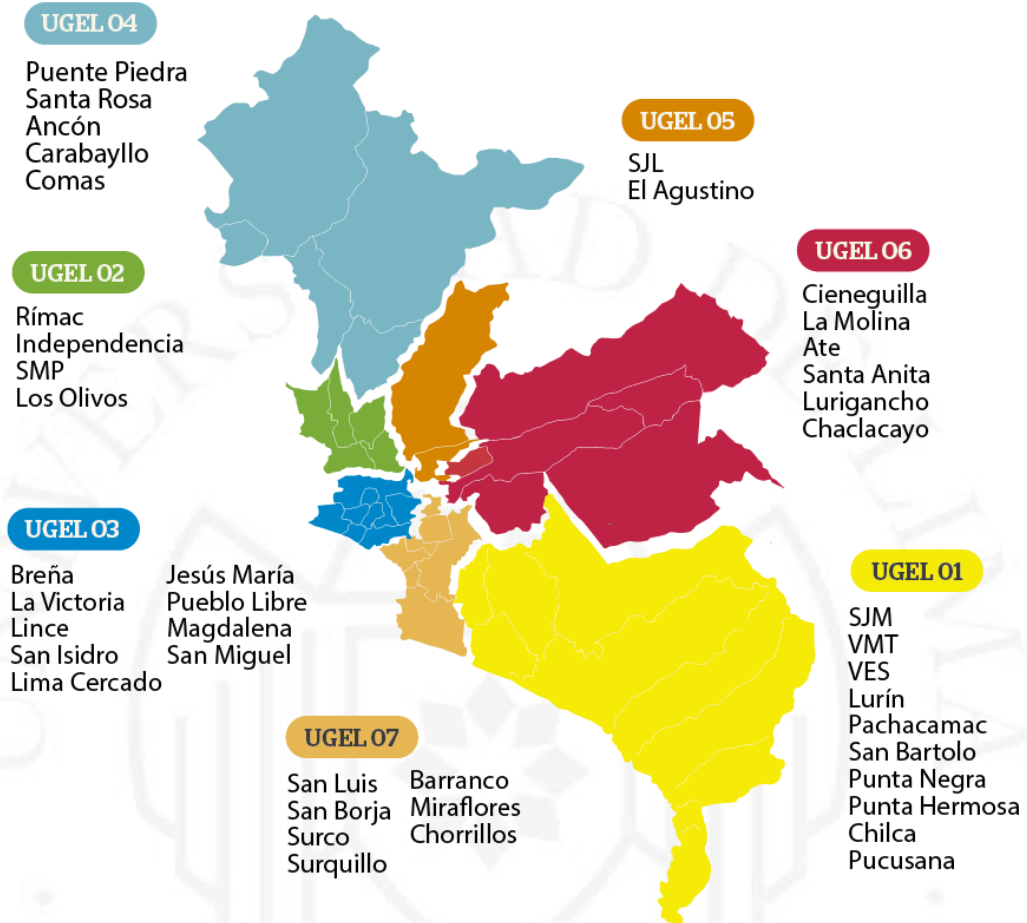 UGEL 04
Puente Piedra
Santa Rosa
Ancón
Carabayllo
Comas
UGEL 05
SJL
El Agustino
UGEL 02
Rímac
Independencia
SMP
Los Olivos
UGEL 06
Cieneguilla
La Molina
Ate
Santa Anita
Lurigancho
Chaclacayo
UGEL 03
Breña
La Victoria
Lince
San Isidro
Lima Cercado
Jesús María
Pueblo Libre
Magdalena
San Miguel
UGEL 01
SJM
VMT
VES
Lurín
Pachacamac
San Bartolo
Punta Negra
Punta Hermosa
Chilca
Pucusana
UGEL 07
San Luis
San Borja
Surco
Surquillo
Barranco
Miraflores
Chorrillos